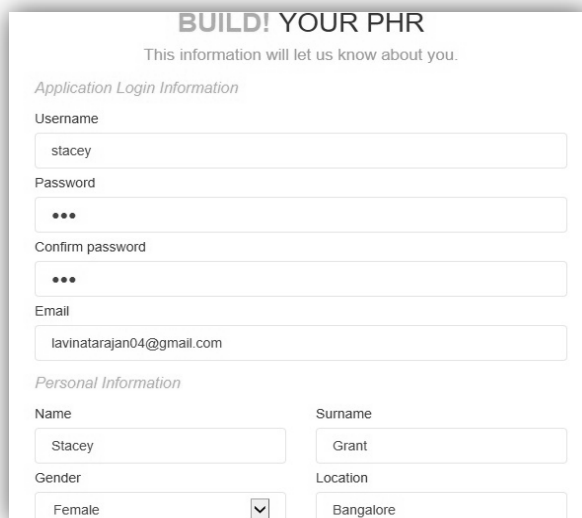 BUILD! YOUR PHR
This information will let us know about you.
Application Login Information
Username
stacey
Password
●●●
Confirm password
●●●
Email
lavinatarajan04@gmail.com
Personal Information
Name Surname
Stacey Grant
Gender Location
Female Bangalore